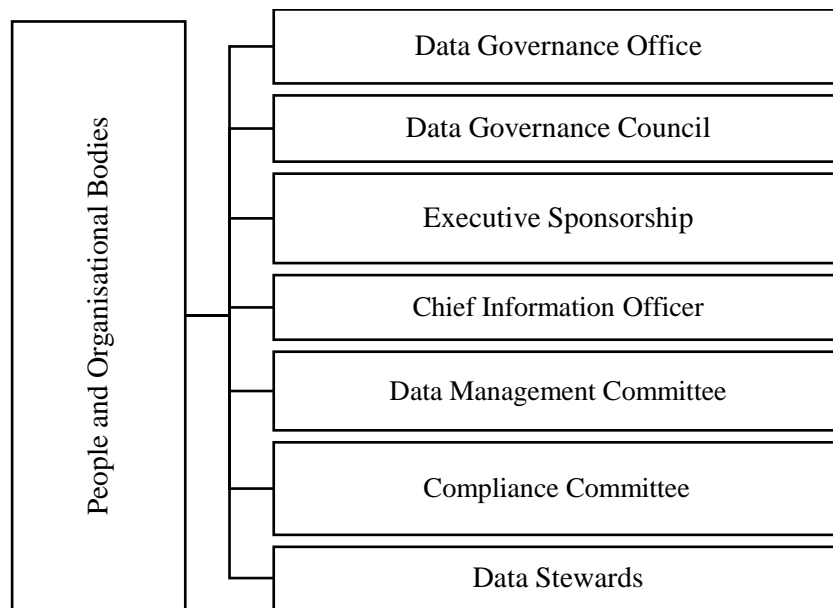 People and Organisational Bodies
Data Governance Office
Data Governance Council
Executive Sponsorship
Chief Information Officer
Data Management Committee
Compliance Committee
Data Stewards